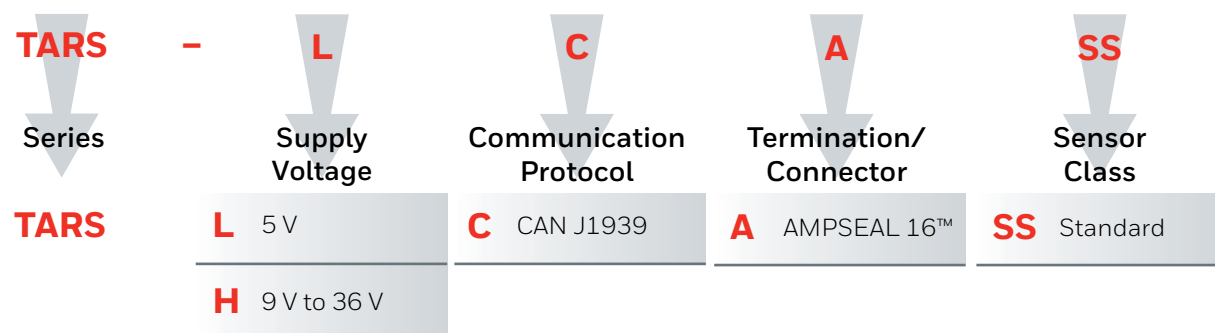 TARS – L C A SS
Series Supply Voltage Communication Protocol Termination/ Connector Sensor Class
TARS L 5 V C CAN J1939 A AMPSEAL 16™ SS Standard
H 9 V to 36 V